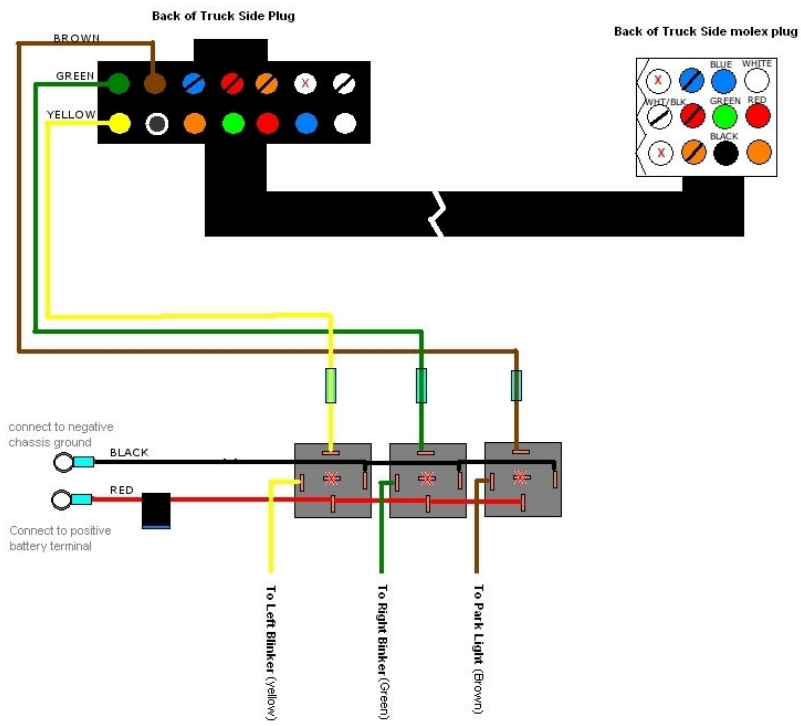 Back of Truck Side Plug
Back of Truck Side molex plug
BROWN
GREEN
YELLOW
X
X
BLUE
WHITE
WHT/BLK
GREEN
RED
X
BLACK
connect to negative
chassis ground
BLACK
RED
Connect to positive
battery terminal
To Left Blinker (yellow)
To Right Binker (Green)
To Park Light (Brown)